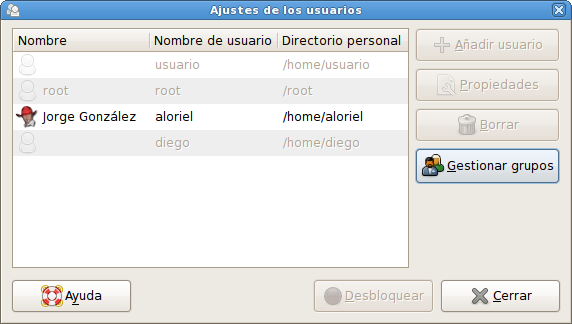 Ajustes de los usuarios
Nombre Nombre de usuario Directorio personal
usuario /home/usuario
root root /root
Jorge González aloriel /home/aloriel
diego /home/diego
Añadir usuario
Propiedades
Borrar
Gestionar grupos
Ayuda Desbloquear Cerrar